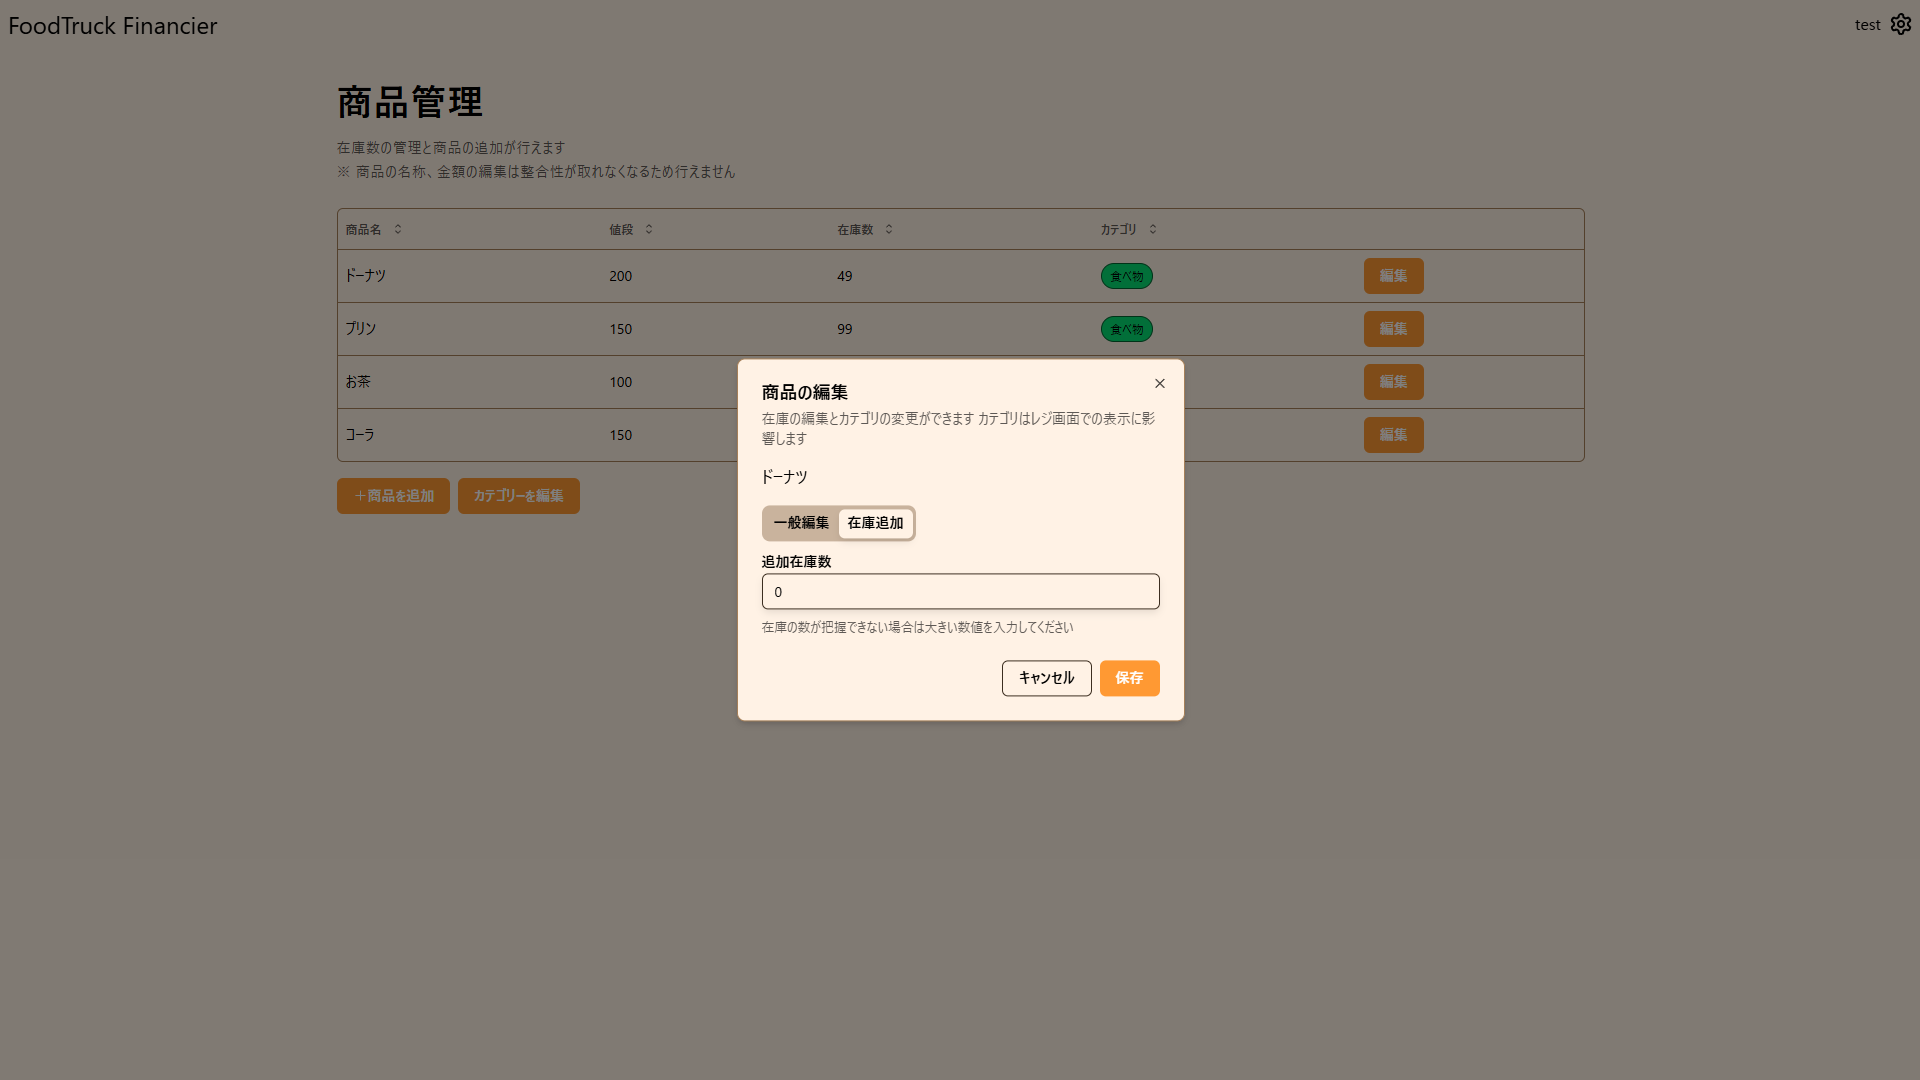 FoodTruck Financier
test
商品管理
在庫数の管理と商品の追加が行えます
※ 商品の名称、金額の編集は整合性が取れなくなるため行えません
商品名 値段 在庫数 カテゴリ
ドーナツ 200 49 食べ物 編集
プリン 150 99 食べ物 編集
お茶 100 編集
コーラ 150 編集
+商品を追加 カテゴリーを編集
商品の編集
在庫の編集とカテゴリの変更ができます カテゴリはレジ画面での表示に影
響します
ドーナツ
一般編集 在庫追加
追加在庫数
0
在庫の数が把握できない場合は大きい数値を入力してください
キャンセル 保存